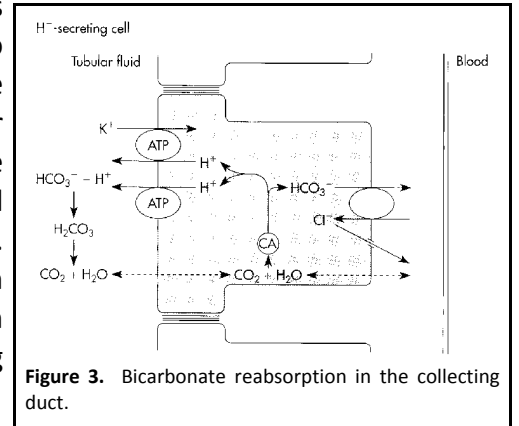 H⁻-secreting cell
Tubular fluid
Blood
K⁺
ATP
H⁺
HCO₃⁻ – H⁺
H⁺
HCO₃⁻
ATP
Cl⁻
H₂CO₃
CA
CO₂ + H₂O
CO₂ + H₂O
Figure 3. Bicarbonate reabsorption in the collecting
duct.